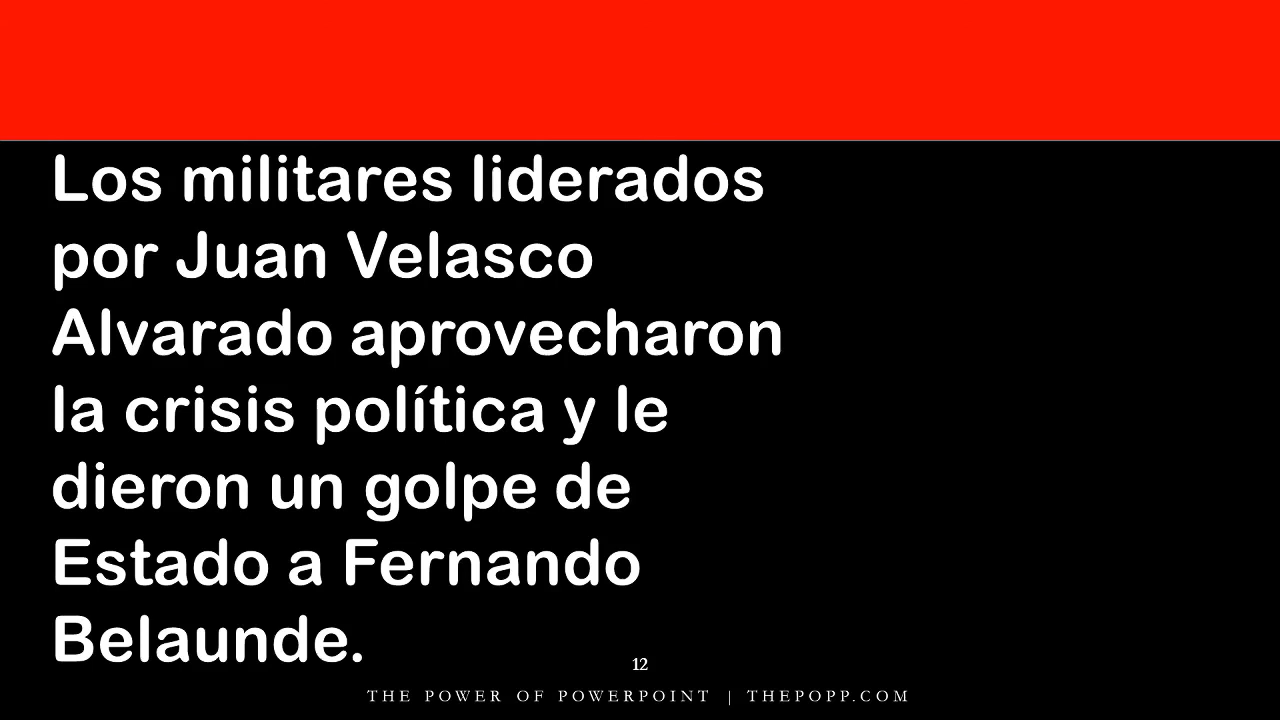 Los militares liderados
por Juan Velasco
Alvarado aprovecharon
la crisis política y le
dieron un golpe de
Estado a Fernando
Belaunde.
12
THE POWER OF POWERPOINT | THEPOPP.COM